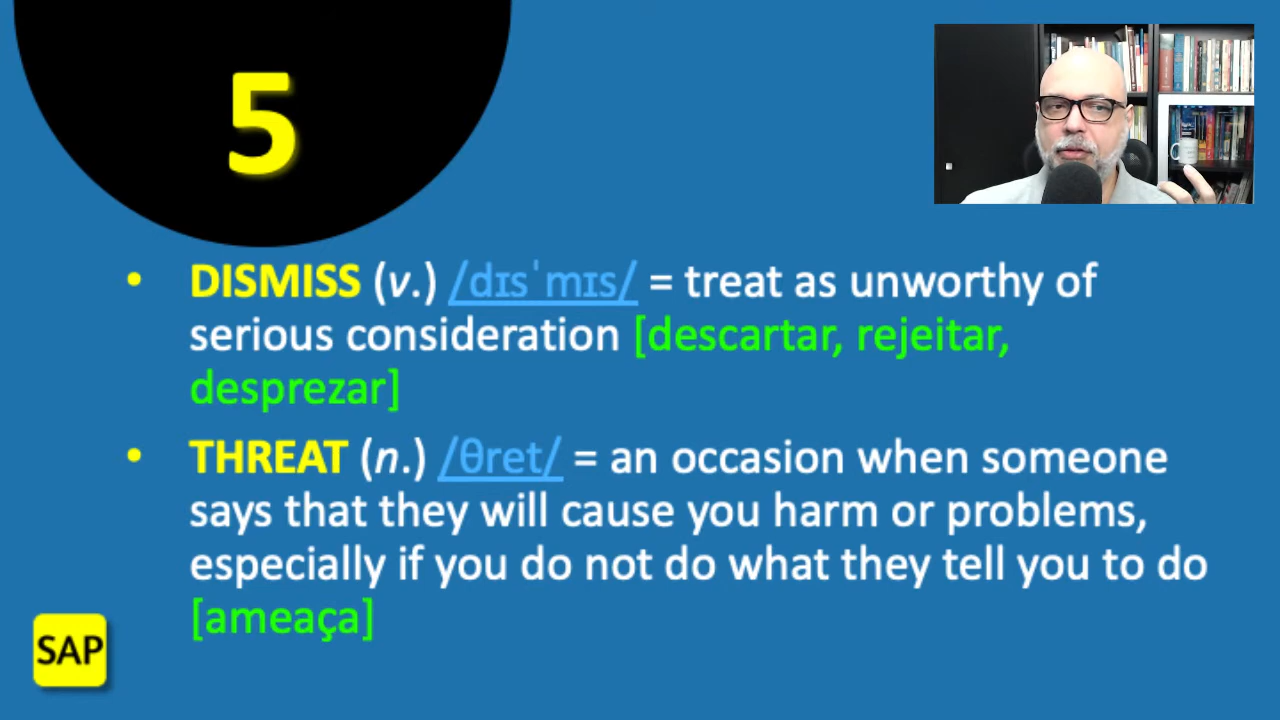 5
• DISMISS (v.) /dɪsˈmɪs/ = treat as unworthy of
serious consideration [descartar, rejeitar,
desprezar]
• THREAT (n.) /θret/ = an occasion when someone
says that they will cause you harm or problems,
especially if you do not do what they tell you to do
[ameaça]
SAP